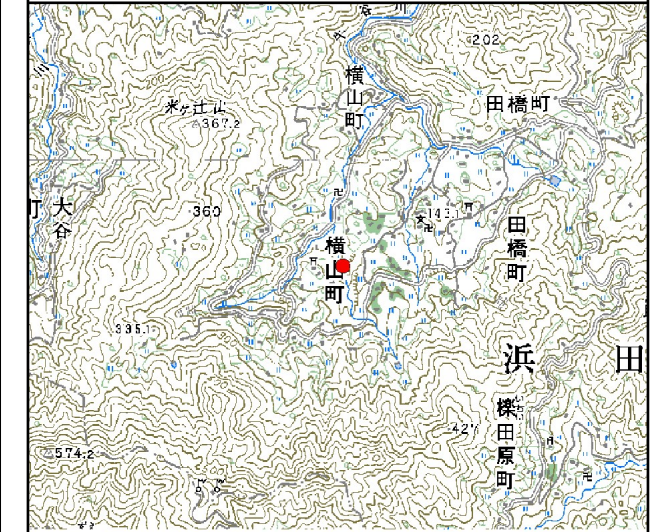 202
横山町
田橋町
米ヶ辻山
367.2
大谷
町
360
143.1
田橋町
横山町
335.1
浜田
櫟田原町
427
574.2